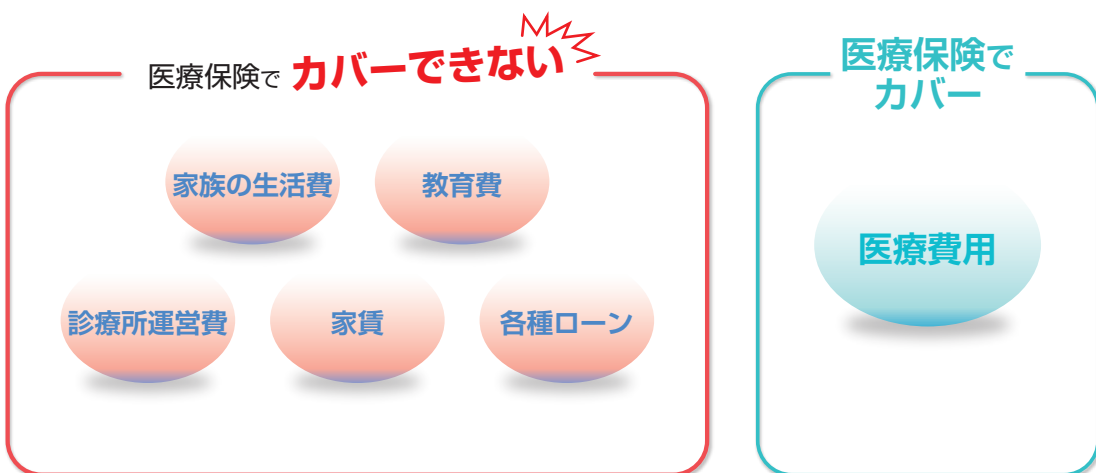 医療保険で カバーできない
家族の生活費
教育費
診療所運営費
家賃
各種ローン
医療保険で
カバー
医療費用